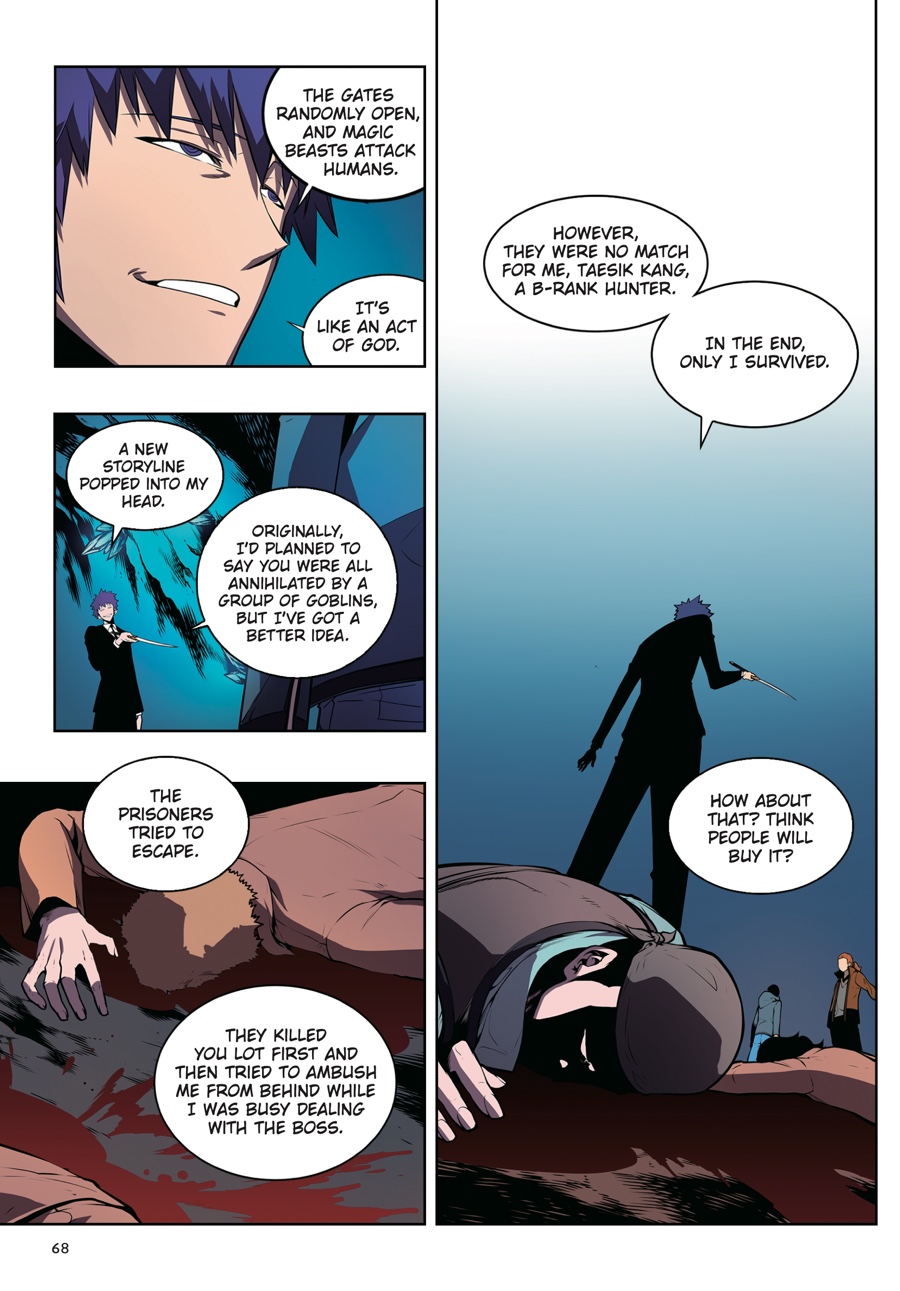 THE GATES
RANDOMLY OPEN,
AND MAGIC
BEASTS ATTACK
HUMANS.
IT'S
LIKE AN ACT
OF GOD.
A NEW
STORYLINE
POPPED INTO MY
HEAD.
ORIGINALLY,
I'D PLANNED TO
SAY YOU WERE ALL
ANNIHILATED BY A
GROUP OF GOBLINS,
BUT I'VE GOT A
BETTER IDEA.
THE
PRISONERS
TRIED TO
ESCAPE.
THEY KILLED
YOU LOT FIRST AND
THEN TRIED TO AMBUSH
ME FROM BEHIND WHILE
I WAS BUSY DEALING
WITH THE BOSS.
HOWEVER,
THEY WERE NO MATCH
FOR ME, TAESIK KANG,
A B-RANK HUNTER.
IN THE END,
ONLY I SURVIVED.
HOW ABOUT
THAT? THINK
PEOPLE WILL
BUY IT?
68